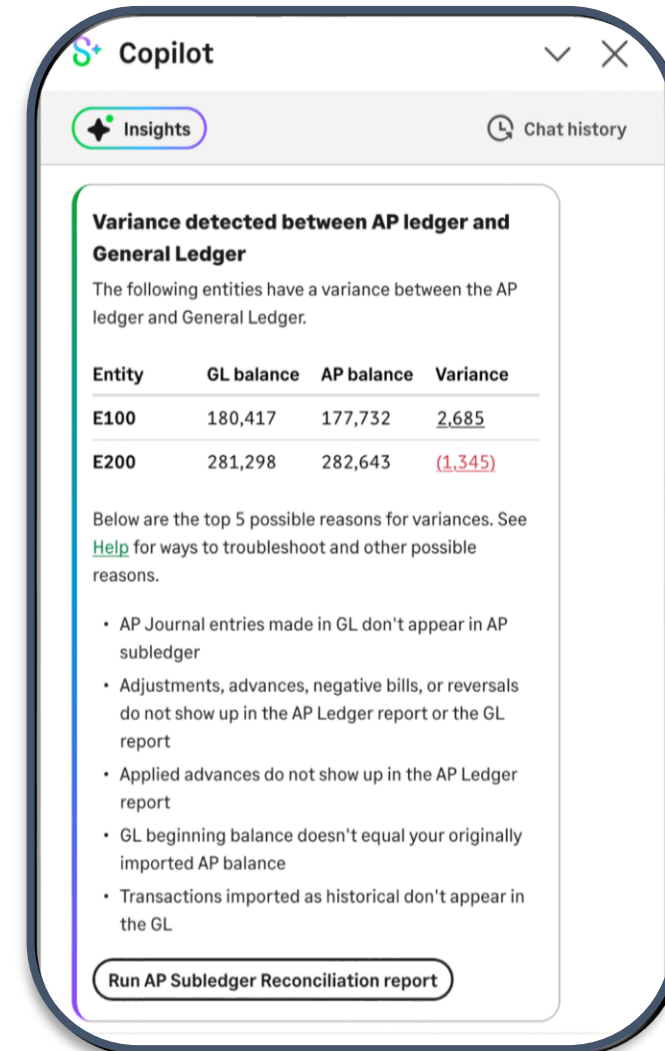 Copilot
Insights
Chat history
Variance detected between AP ledger and
General Ledger
The following entities have a variance between the AP
ledger and General Ledger.
Entity GL balance AP balance Variance
E100 180,417 177,732 2,685
E200 281,298 282,643 (1,345)
Below are the top 5 possible reasons for variances. See
Help for ways to troubleshoot and other possible
reasons.
• AP Journal entries made in GL don't appear in AP
subledger
• Adjustments, advances, negative bills, or reversals
do not show up in the AP Ledger report or the GL
report
• Applied advances do not show up in the AP Ledger
report
• GL beginning balance doesn't equal your originally
imported AP balance
• Transactions imported as historical don't appear in
the GL
Run AP Subledger Reconciliation report